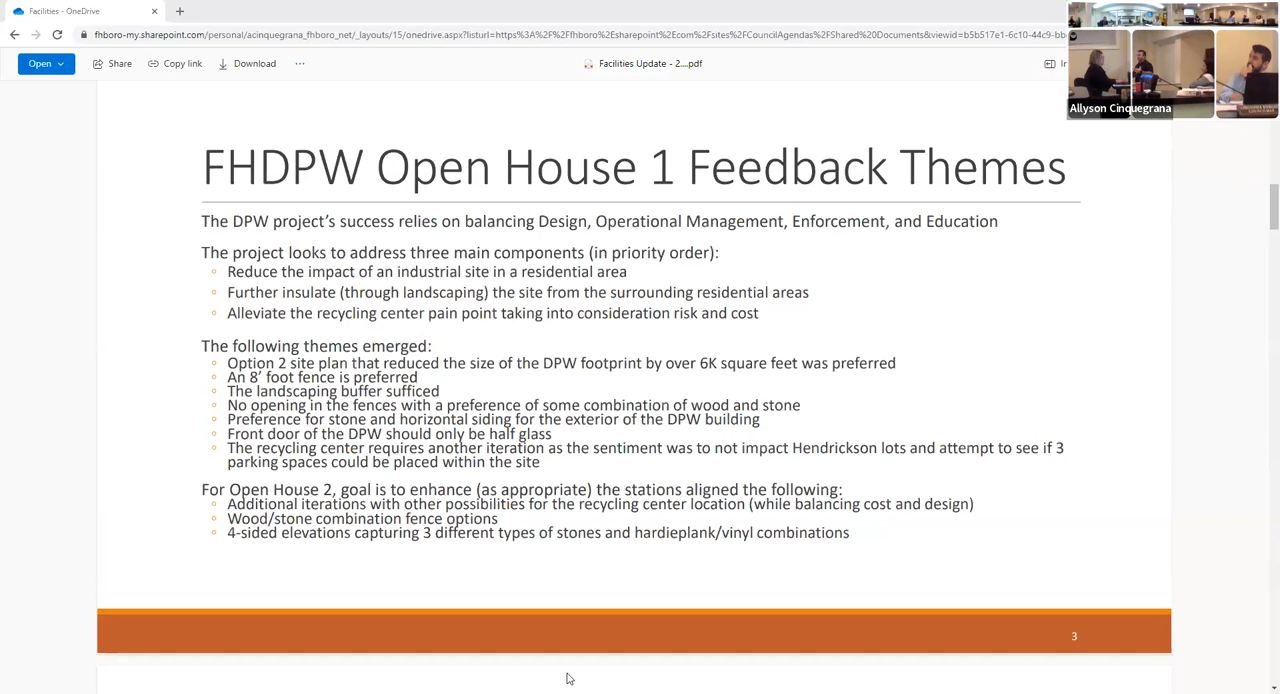 Facilities - OneDrive
fhboro-my.sharepoint.com/personal/acinquegrana_fhboro_net/_layouts/15/onedrive.aspx?listurl=https%3A%2F%2Ffhboro%2Esharepoint%2Ecom%2Fsites%2FCouncilAgendas%2FShared%20Documents&viewid=b5b517e1-6c10-44c9-bb
Open Share Copy link Download ... Facilities Update - 2....pdf
Allyson Cinquegrana
FHDPW Open House 1 Feedback Themes
The DPW project's success relies on balancing Design, Operational Management, Enforcement, and Education
The project looks to address three main components (in priority order):
Reduce the impact of an industrial site in a residential area
Further insulate (through landscaping) the site from the surrounding residential areas
Alleviate the recycling center pain point taking into consideration risk and cost
The following themes emerged:
Option 2 site plan that reduced the size of the DPW footprint by over 6K square feet was preferred
An 8' foot fence is preferred
The landscaping buffer sufficed
No opening in the fences with a preference of some combination of wood and stone
Preference for stone and horizontal siding for the exterior of the DPW building
Front door of the DPW should only be half glass
The recycling center requires another iteration as the sentiment was to not impact Hendrickson lots and attempt to see if 3
parking spaces could be placed within the site
For Open House 2, goal is to enhance (as appropriate) the stations aligned the following:
Additional iterations with other possibilities for the recycling center location (while balancing cost and design)
Wood/stone combination fence options
4-sided elevations capturing 3 different types of stones and hardieplank/vinyl combinations
3